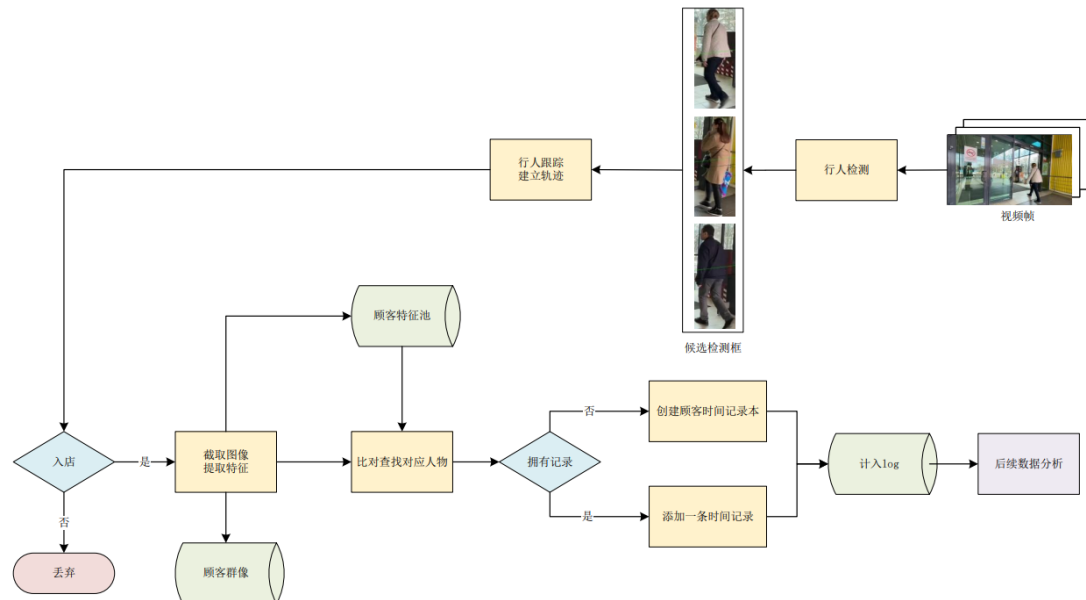 行人跟踪
建立轨迹
行人检测
视频帧
候选检测框
顾客特征池
创建顾客时间记录本
否
入店
是
截取图像
提取特征
比对查找对应人物
拥有记录
计入log
后续数据分析
是
添加一条时间记录
否
丢弃
顾客群像